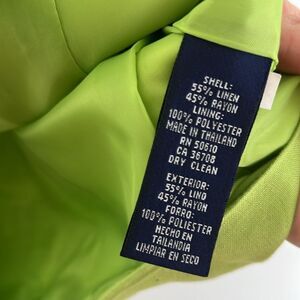 SHELL:
55% LINEN
45% RAYON
LINING:
100% POLYESTER
MADE IN THAILAND
RN 50610
CA 36708
DRY CLEAN
EXTERIOR:
55% LINO
45% RAYON
FORRO:
100% POLIESTER
HECHO EN
TAILANDIA
LIMPIAR EN SECO